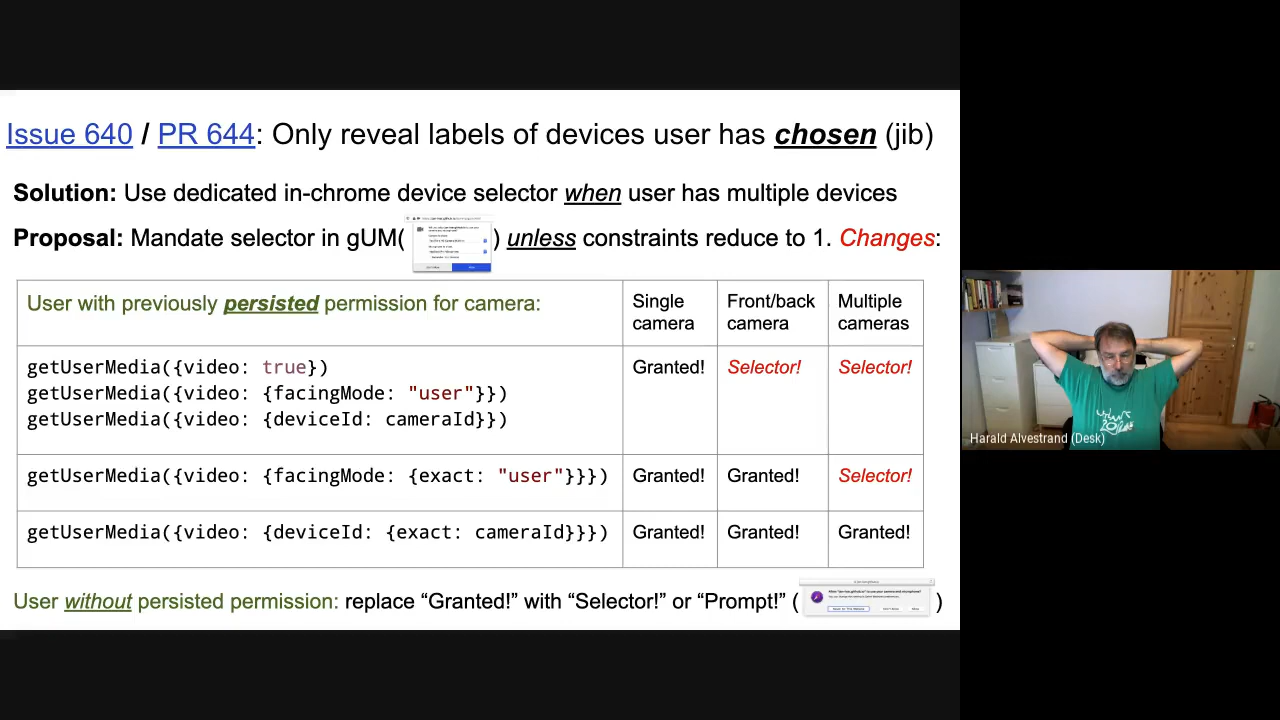 Issue 640 / PR 644: Only reveal labels of devices user has chosen (jib)
Solution: Use dedicated in-chrome device selector when user has multiple devices
Proposal: Mandate selector in gUM( ) unless constraints reduce to 1. Changes:
User with previously persisted permission for camera:
Single camera
Front/back camera
Multiple cameras
getUserMedia({video: true})
getUserMedia({video: {facingMode: "user"}})
getUserMedia({video: {deviceId: cameraId}})
Granted!
Selector!
Selector!
getUserMedia({video: {facingMode: {exact: "user"}}})
Granted!
Granted!
Selector!
getUserMedia({video: {deviceId: {exact: cameraId}}})
Granted!
Granted!
Granted!
User without persisted permission: replace “Granted!” with “Selector!” or “Prompt!” ( )
Harald Alvestrand (Desk)